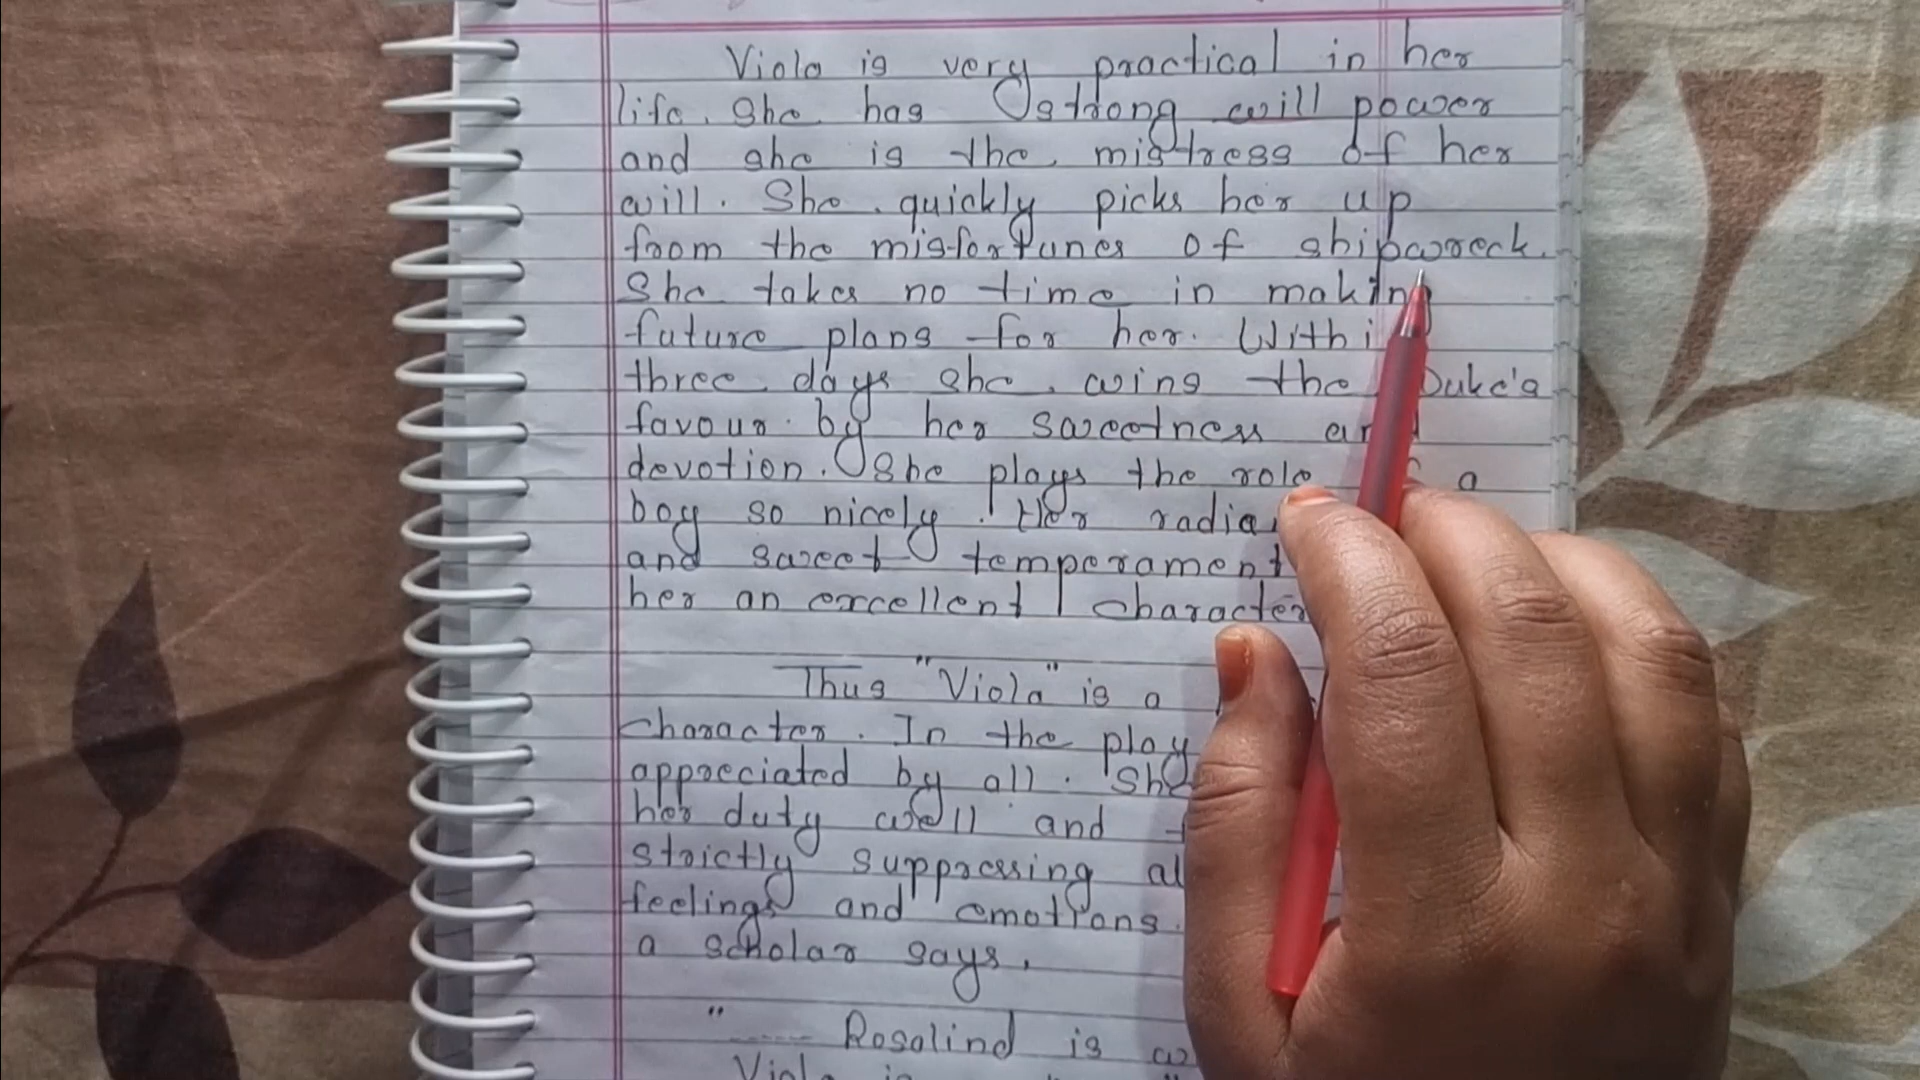 Viola is very practical in her
life. She has strong will power
and she is the mistress of her
will. She quickly picks her up
from the misfortunes of shipwreck.
She takes no time in making
future plans for her. Withi
three days she wins the Duke's
favour by her sweetness and
devotion. She plays the role a
boy so nicely. Her radia
and sweet temperament
her an excellent character
Thus "Viola" is a
character. In the play
appreciated by all. She
her duty well and
strictly suppressing al
feelings and emotions.
a scholar says,
"---- Rosalind is
Viola is